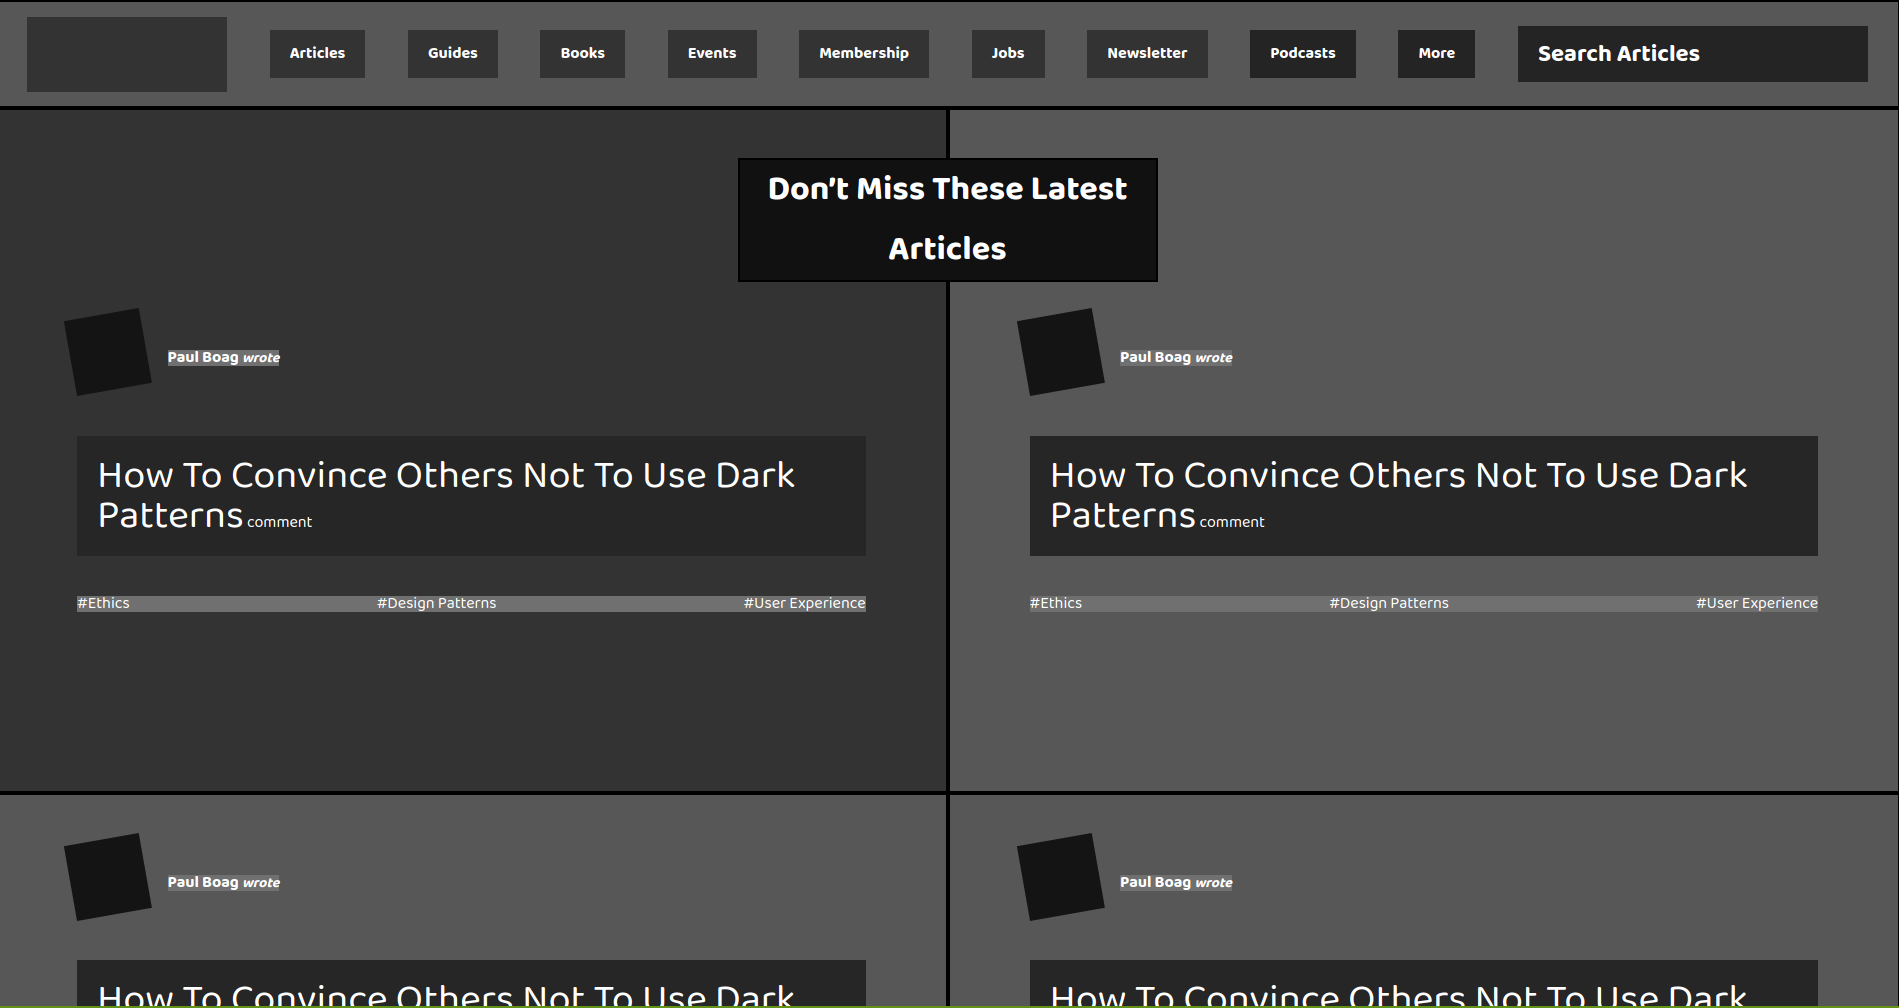 Articles Guides Books Events Membership Jobs Newsletter Podcasts More Search Articles
Don’t Miss These Latest
Articles
Paul Boag wrote
How To Convince Others Not To Use Dark
Patterns comment
#Ethics #Design Patterns #User Experience
Paul Boag wrote
How To Convince Others Not To Use Dark
Patterns comment
#Ethics #Design Patterns #User Experience
Paul Boag wrote
How To Convince Others Not To Use Dark
Paul Boag wrote
How To Convince Others Not To Use Dark